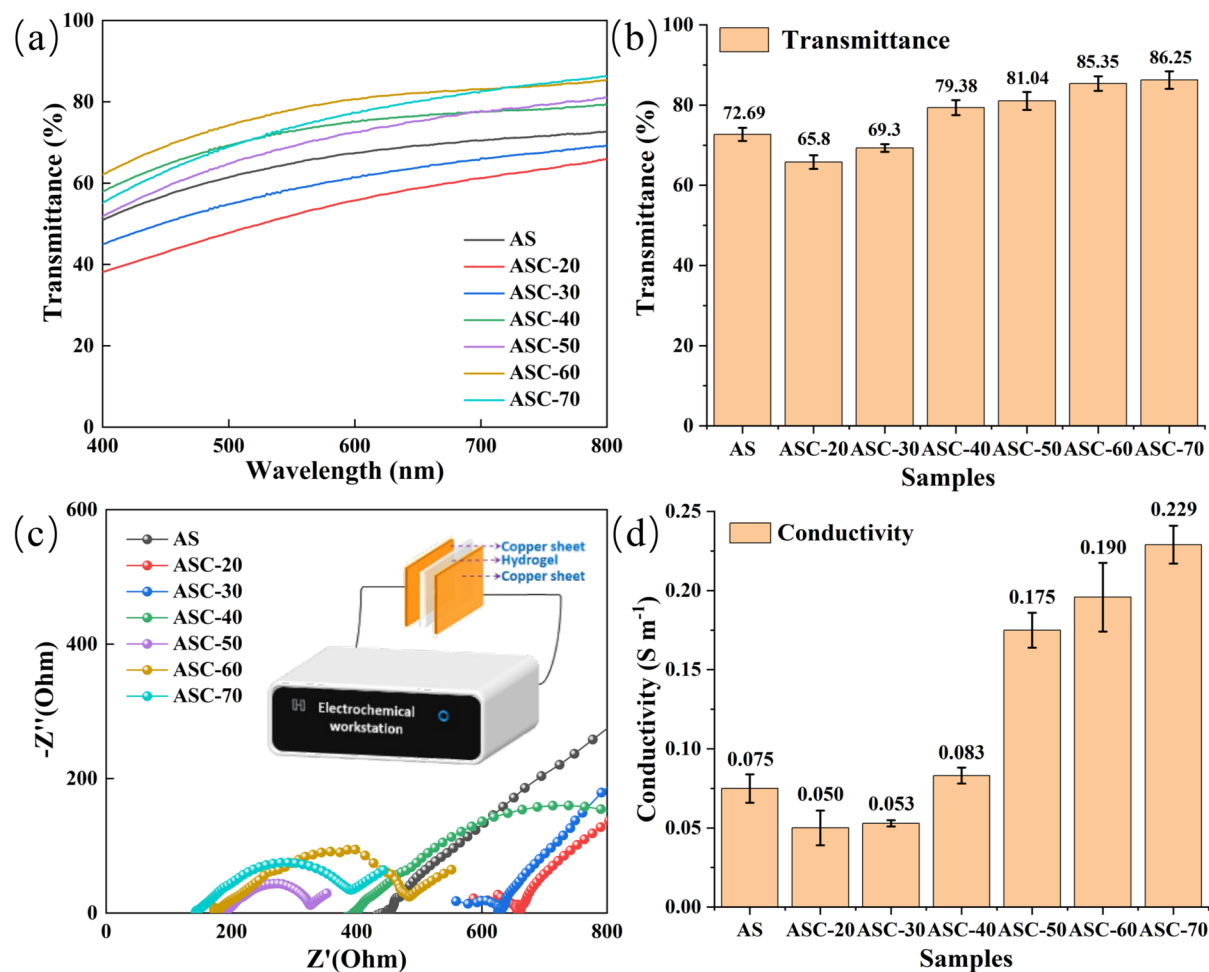 (a)
100
80
60
40
20
0
Transmittance (%)
AS
ASC-20
ASC-30
ASC-40
ASC-50
ASC-60
ASC-70
400
500
600
700
800
Wavelength (nm)
(b)
Transmittance
100
80
60
40
20
0
Transmittance (%)
72.69
65.8
69.3
79.38
81.04
85.35
86.25
AS
ASC-20
ASC-30
ASC-40
ASC-50
ASC-60
ASC-70
Samples
(c)
600
400
200
0
-Z''(Ohm)
AS
ASC-20
ASC-30
ASC-40
ASC-50
ASC-60
ASC-70
Copper sheet
Hydrogel
Copper sheet
Electrochemical
workstation
0
200
400
600
800
Z'(Ohm)
(d)
Conductivity
0.25
0.20
0.15
0.10
0.05
0.00
Conductivity (S m⁻¹)
0.075
0.050
0.053
0.083
0.175
0.190
0.229
AS
ASC-20
ASC-30
ASC-40
ASC-50
ASC-60
ASC-70
Samples